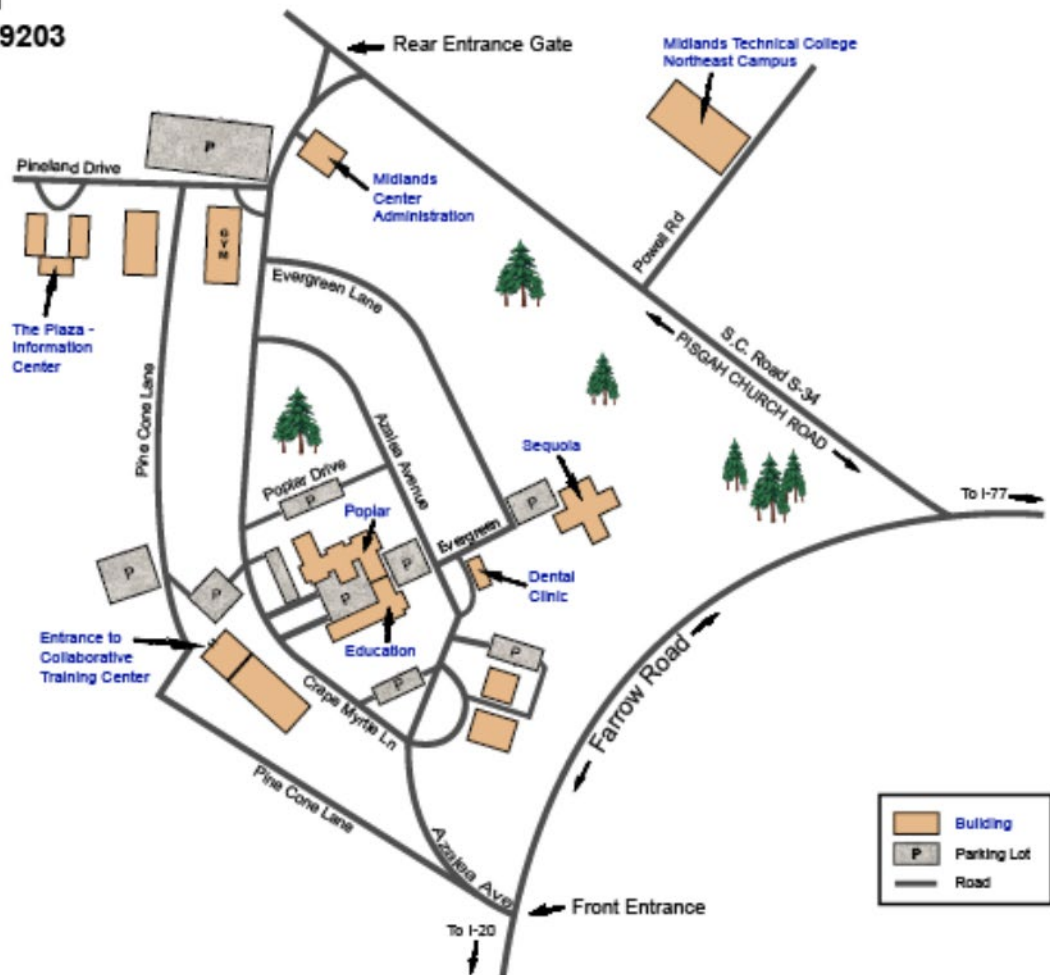 9203
Rear Entrance Gate
Midlands Technical College
Northeast Campus
P
Pineland Drive
Midlands
Center
Administration
GYM
Powell Rd
Evergreen Lane
The Plaza -
Information
Center
S.C. Road S-34
PISGAH CHURCH ROAD
Pine Cone Lane
Azalea Avenue
Sequoia
Poplar Drive
P
P
To I-77
Poplar
Evergreen
P
P
P
P
Dental
Clinic
Entrance to
Collaborative
Training Center
Education
P
P
Crape Myrtle Ln
Farrow Road
Pine Cone Lane
Azalea Ave
Building
P
Parking Lot
Road
Front Entrance
To I-20